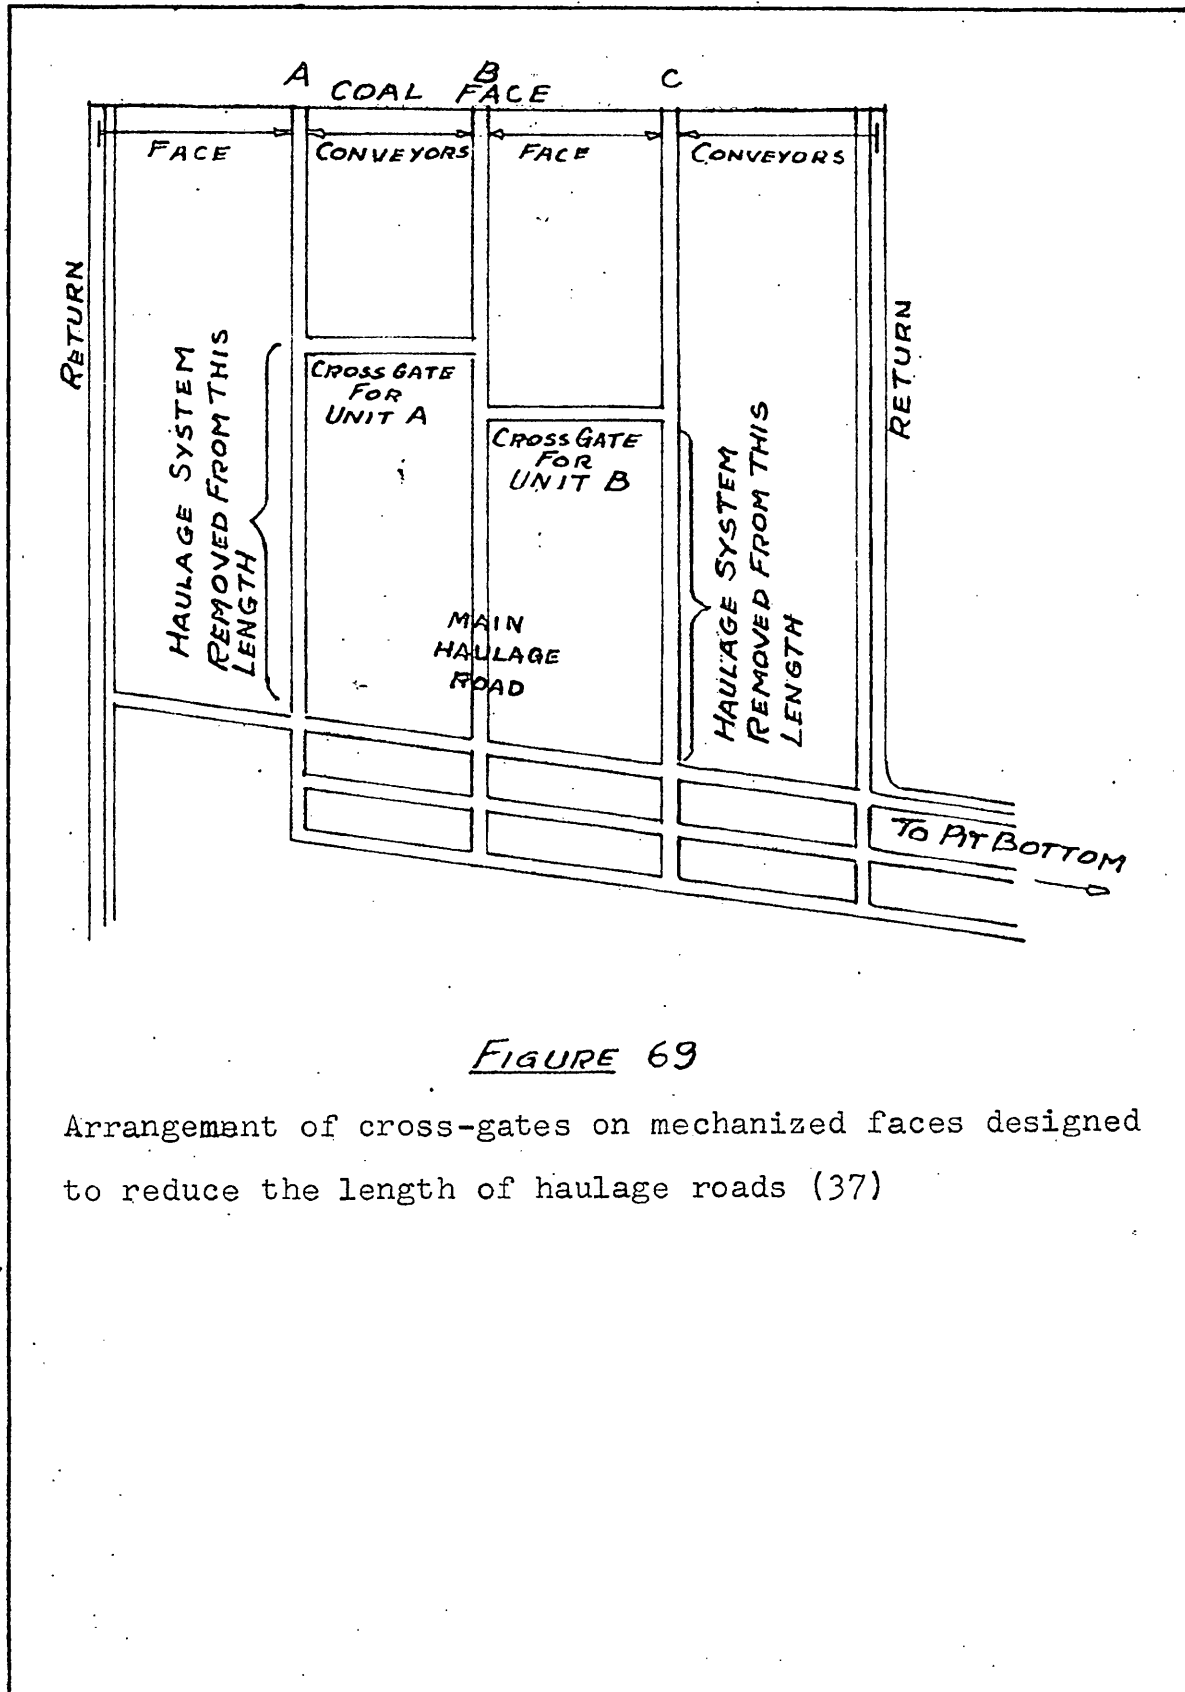 A B C
COAL FACE
FACE CONVEYORS FACE CONVEYORS
RETURN
HAULAGE SYSTEM
REMOVED FROM THIS
LENGTH
CROSS GATE
FOR
UNIT A
CROSS GATE
FOR
UNIT B
MAIN
HAULAGE
ROAD
HAULAGE SYSTEM
REMOVED FROM THIS
LENGTH
RETURN
TO PIT BOTTOM
FIGURE 69
Arrangement of cross-gates on mechanized faces designed
to reduce the length of haulage roads (37)